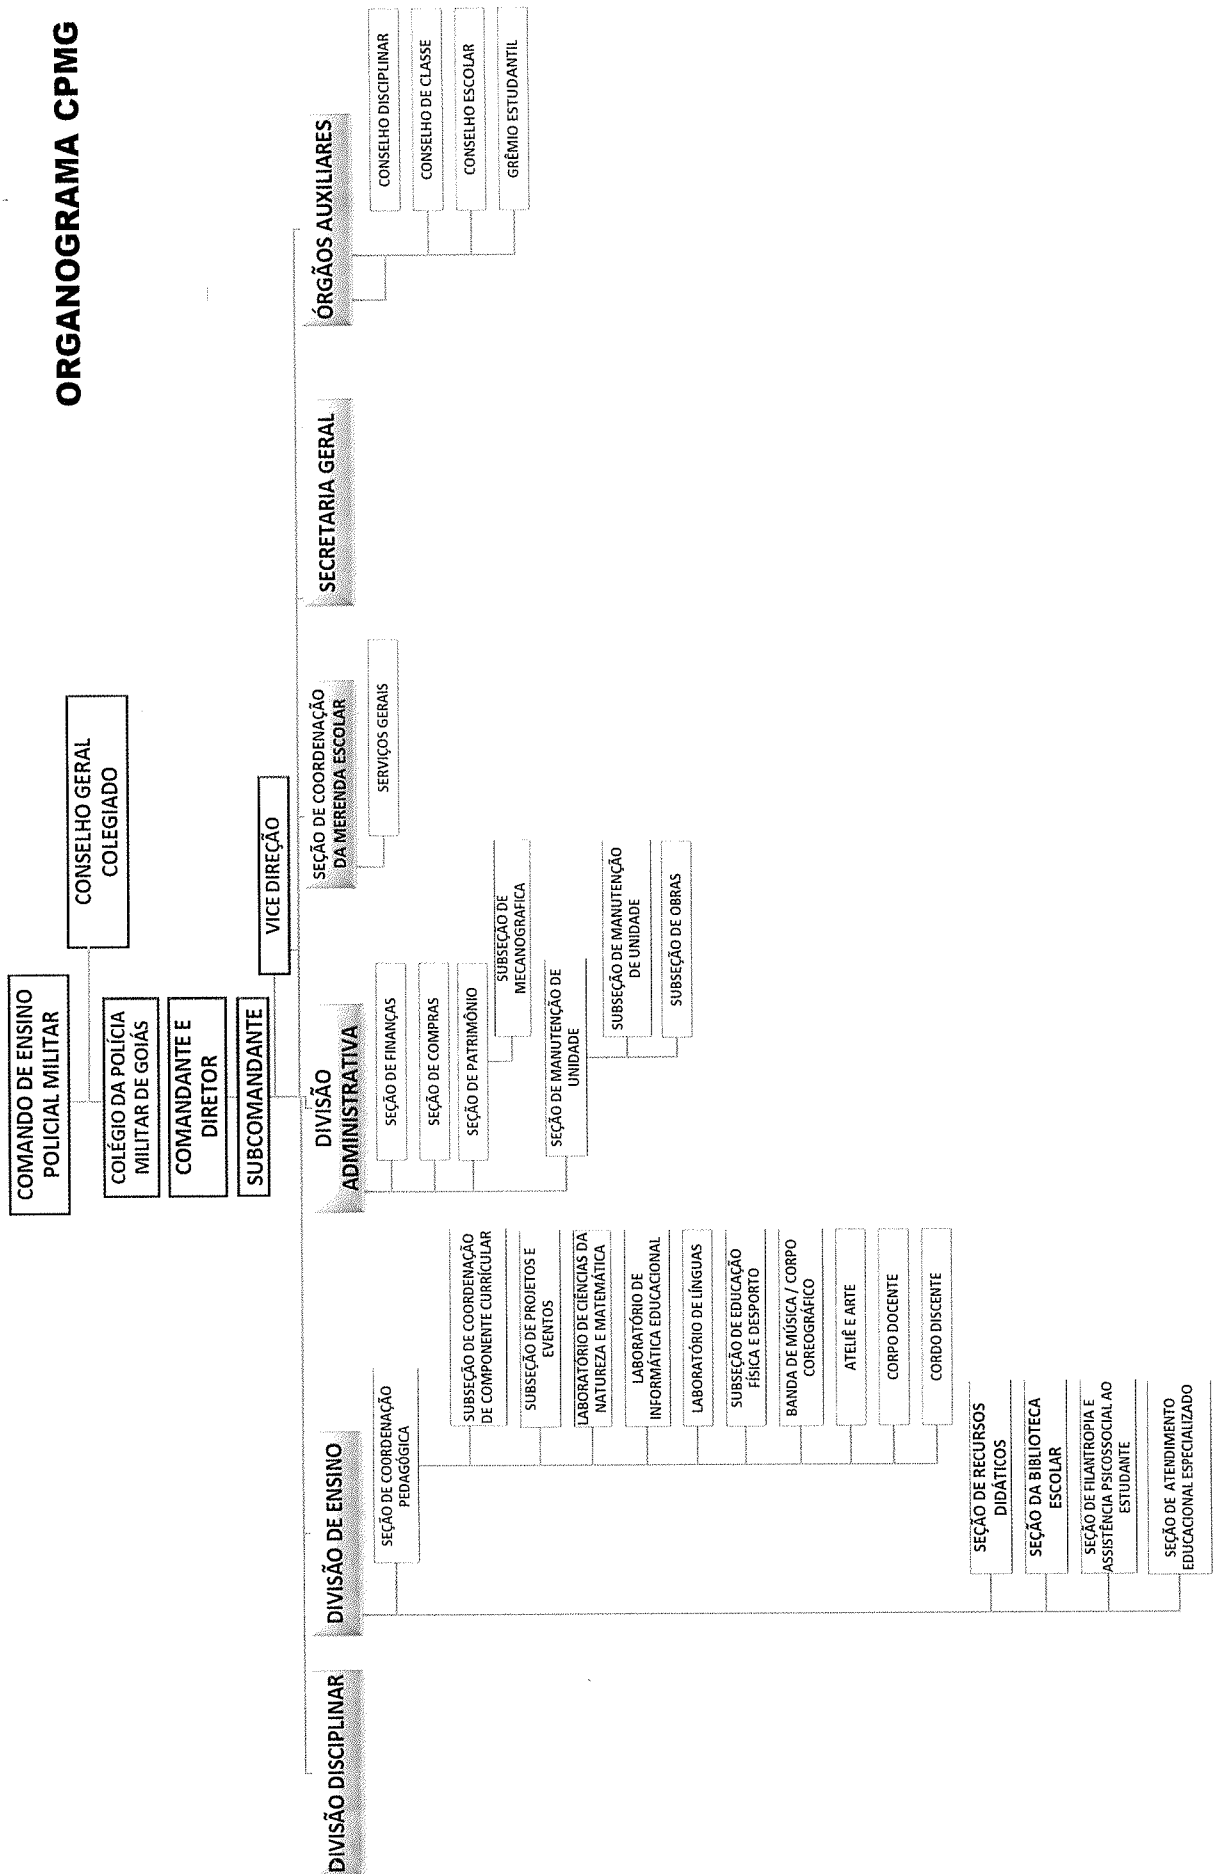 ORGANOGRAMA CPMG
COMANDO DE ENSINO
POLICIAL MILITAR
CONSELHO GERAL
COLEGIADO
COLÉGIO DA POLÍCIA
MILITAR DE GOIÁS
COMANDANTE E
DIRETOR
SUBCOMANDANTE
VICE DIREÇÃO
DIVISÃO DISCIPLINAR
DIVISÃO DE ENSINO
SEÇÃO DE COORDENAÇÃO
PEDAGÓGICA
SUBSEÇÃO DE COORDENAÇÃO
DE COMPONENTE CURRÍCULAR
SUBSEÇÃO DE PROJETOS E
EVENTOS
LABORATÓRIO DE CIÊNCIAS DA
NATUREZA E MATEMÁTICA
LABORATÓRIO DE
INFORMÁTICA EDUCACIONAL
LABORATÓRIO DE LÍNGUAS
SUBSEÇÃO DE EDUCAÇÃO
FÍSICA E DESPORTO
BANDA DE MÚSICA / CORPO
COREOGRÁFICO
ATELIÊ E ARTE
CORPO DOCENTE
CORDO DISCENTE
SEÇÃO DE RECURSOS
DIDÁTICOS
SEÇÃO DA BIBLIOTECA
ESCOLAR
SEÇÃO DE FILANTROPIA E
ASSISTÊNCIA PSICOSSOCIAL AO
ESTUDANTE
SEÇÃO DE ATENDIMENTO
EDUCACIONAL ESPECIALIZADO
DIVISÃO
ADMINISTRATIVA
SEÇÃO DE FINANÇAS
SEÇÃO DE COMPRAS
SEÇÃO DE PATRIMÔNIO
SUBSEÇÃO DE
MECANOGRAFICA
SEÇÃO DE MANUTENÇÃO DE
UNIDADE
SUBSEÇÃO DE MANUTENÇÃO
DE UNIDADE
SUBSEÇÃO DE OBRAS
SEÇÃO DE COORDENAÇÃO
DA MERENDA ESCOLAR
SERVIÇOS GERAIS
SECRETARIA GERAL
ÓRGÃOS AUXILIARES
CONSELHO DISCIPLINAR
CONSELHO DE CLASSE
CONSELHO ESCOLAR
GRÊMIO ESTUDANTIL